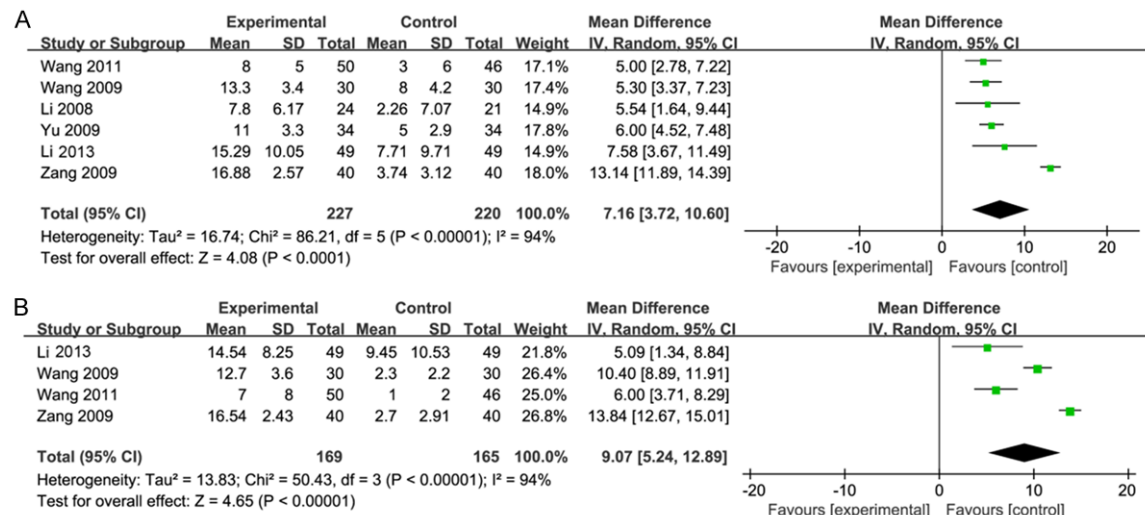 A
Experimental Control Mean Difference Mean Difference
Study or Subgroup Mean SD Total Mean SD Total Weight IV, Random, 95% CI IV, Random, 95% CI
Wang 2011 8 5 50 3 6 46 17.1% 5.00 [2.78, 7.22]
Wang 2009 13.3 3.4 30 8 4.2 30 17.4% 5.30 [3.37, 7.23]
Li 2008 7.8 6.17 24 2.26 7.07 21 14.9% 5.54 [1.64, 9.44]
Yu 2009 11 3.3 34 5 2.9 34 17.8% 6.00 [4.52, 7.48]
Li 2013 15.29 10.05 49 7.71 9.71 49 14.9% 7.58 [3.67, 11.49]
Zang 2009 16.88 2.57 40 3.74 3.12 40 18.0% 13.14 [11.89, 14.39]
Total (95% CI) 227 220 100.0% 7.16 [3.72, 10.60]
Heterogeneity: Tau² = 16.74; Chi² = 86.21, df = 5 (P < 0.00001); I² = 94%
Test for overall effect: Z = 4.08 (P < 0.0001)
-20 -10 0 10 20
Favours [experimental] Favours [control]
B
Experimental Control Mean Difference Mean Difference
Study or Subgroup Mean SD Total Mean SD Total Weight IV, Random, 95% CI IV, Random, 95% CI
Li 2013 14.54 8.25 49 9.45 10.53 49 21.8% 5.09 [1.34, 8.84]
Wang 2009 12.7 3.6 30 2.3 2.2 30 26.4% 10.40 [8.89, 11.91]
Wang 2011 7 8 50 1 2 46 25.0% 6.00 [3.71, 8.29]
Zang 2009 16.54 2.43 40 2.7 2.91 40 26.8% 13.84 [12.67, 15.01]
Total (95% CI) 169 165 100.0% 9.07 [5.24, 12.89]
Heterogeneity: Tau² = 13.83; Chi² = 50.43, df = 3 (P < 0.00001); I² = 94%
Test for overall effect: Z = 4.65 (P < 0.00001)
-20 -10 0 10 20
Favours [experimental] Favours [control]